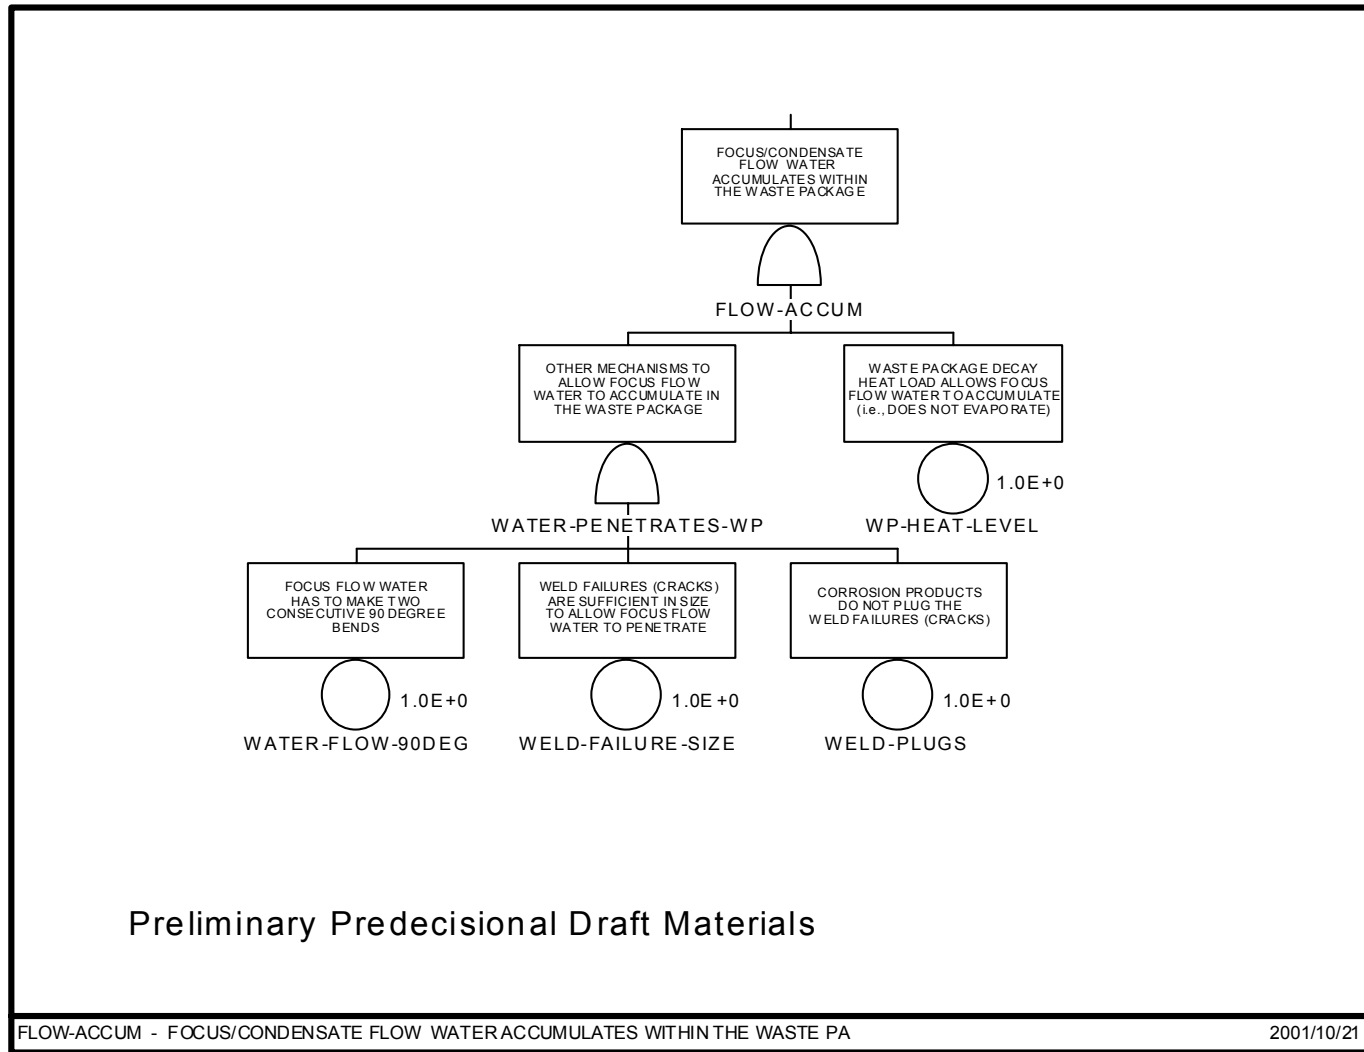 FOCUS/CONDENSATE
FLOW WATER
ACCUMULATES WITHIN
THE WASTE PACKAGE
FLOW-ACCUM
OTHER MECHANISMS TO
ALLOW FOCUS FLOW
WATER TO ACCUMULATE IN
THE WASTE PACKAGE
WASTE PACKAGE DECAY
HEAT LOAD ALLOWS FOCUS
FLOW WATER TO ACCUMULATE
(i.e., DOES NOT EVAPORATE)
1.0E+0
WATER-PENETRATES-WP
WP-HEAT-LEVEL
FOCUS FLOW WATER
HAS TO MAKE TWO
CONSECUTIVE 90 DEGREE
BENDS
WELD FAILURES (CRACKS)
ARE SUFFICIENT IN SIZE
TO ALLOW FOCUS FLOW
WATER TO PENETRATE
CORROSION PRODUCTS
DO NOT PLUG THE
WELD FAILURES (CRACKS)
1.0E+0
1.0E+0
1.0E+0
WATER-FLOW-90DEG
WELD-FAILURE-SIZE
WELD-PLUGS
Preliminary Predecisional Draft Materials
FLOW-ACCUM - FOCUS/CONDENSATE FLOW WATER ACCUMULATES WITHIN THE WASTE PA
2001/10/21